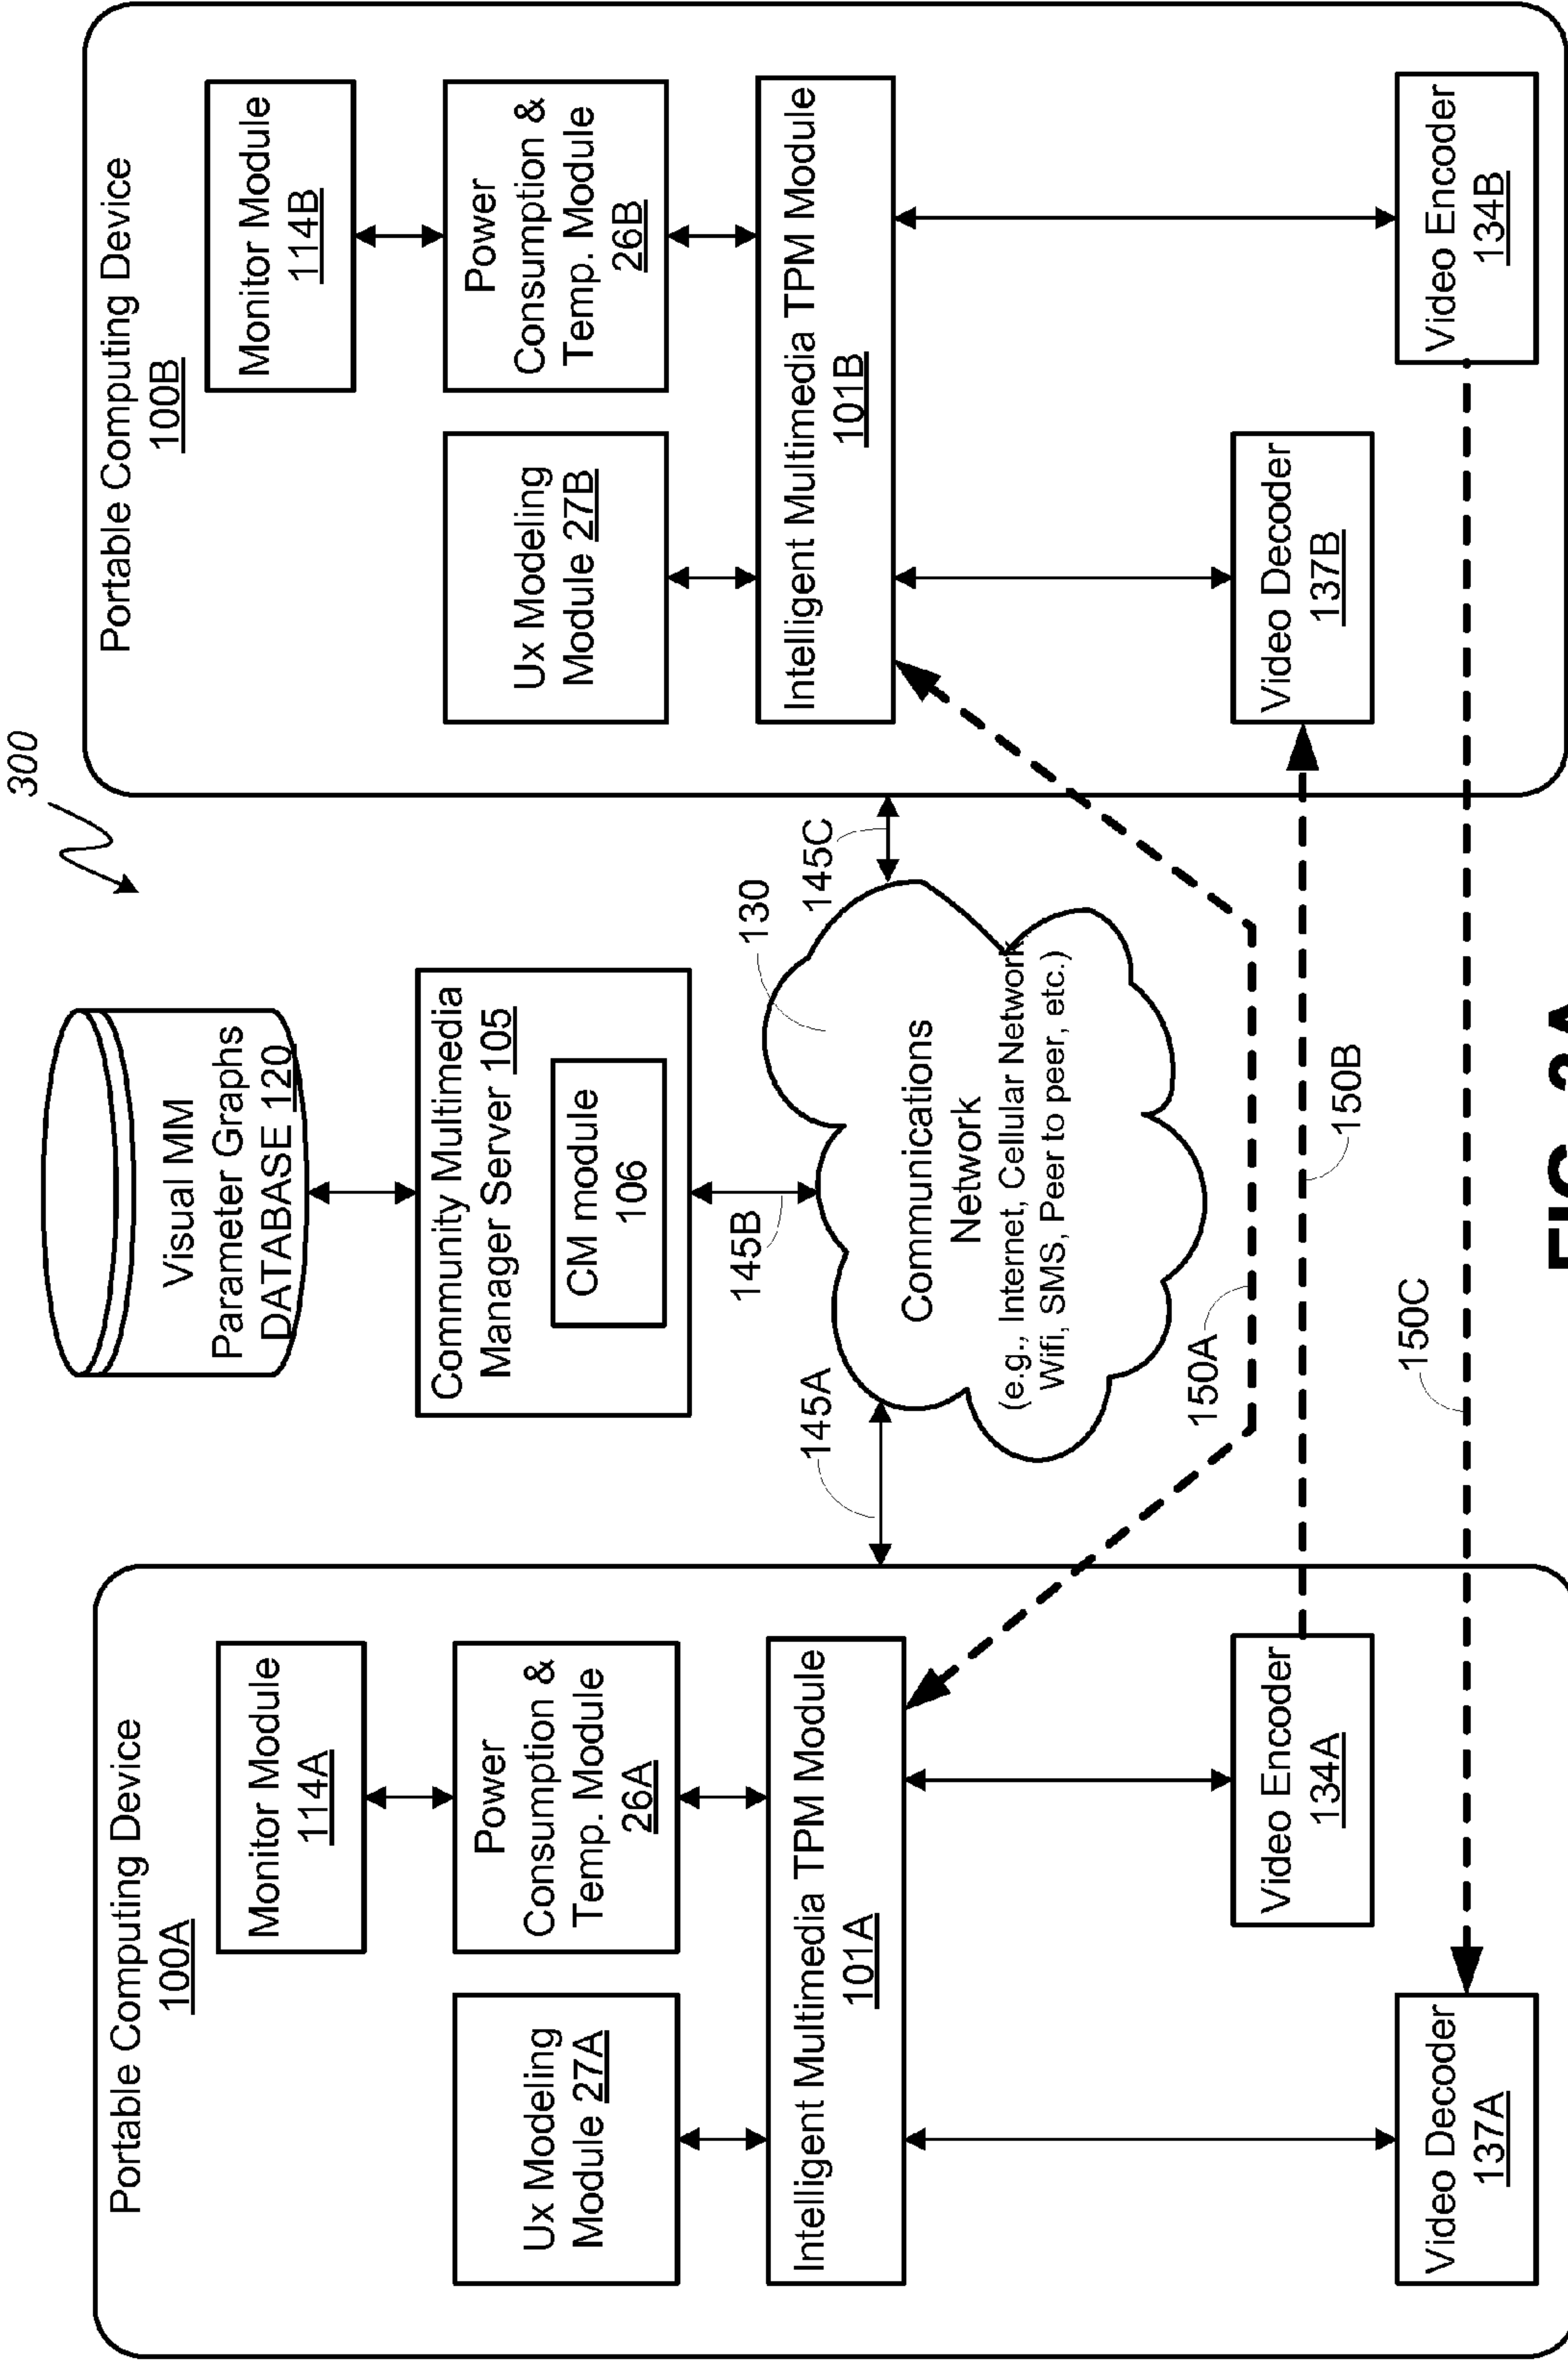 300
Portable Computing Device
100A
Monitor Module
114A
Power
Consumption &
Temp. Module
26A
Ux Modeling
Module 27A
Intelligent Multimedia TPM Module
101A
Video Encoder
134A
Video Decoder
137A
Visual MM
Parameter Graphs
DATABASE 120
Community Multimedia
Manager Server 105
CM module
106
145B
145A
145C
130
Communications
Network
(e.g., Internet, Cellular Network,
Wifi, SMS, Peer to peer, etc.)
150A
150B
150C
Portable Computing Device
100B
Monitor Module
114B
Power
Consumption &
Temp. Module
26B
Ux Modeling
Module 27B
Intelligent Multimedia TPM Module
101B
Video Decoder
137B
Video Encoder
134B